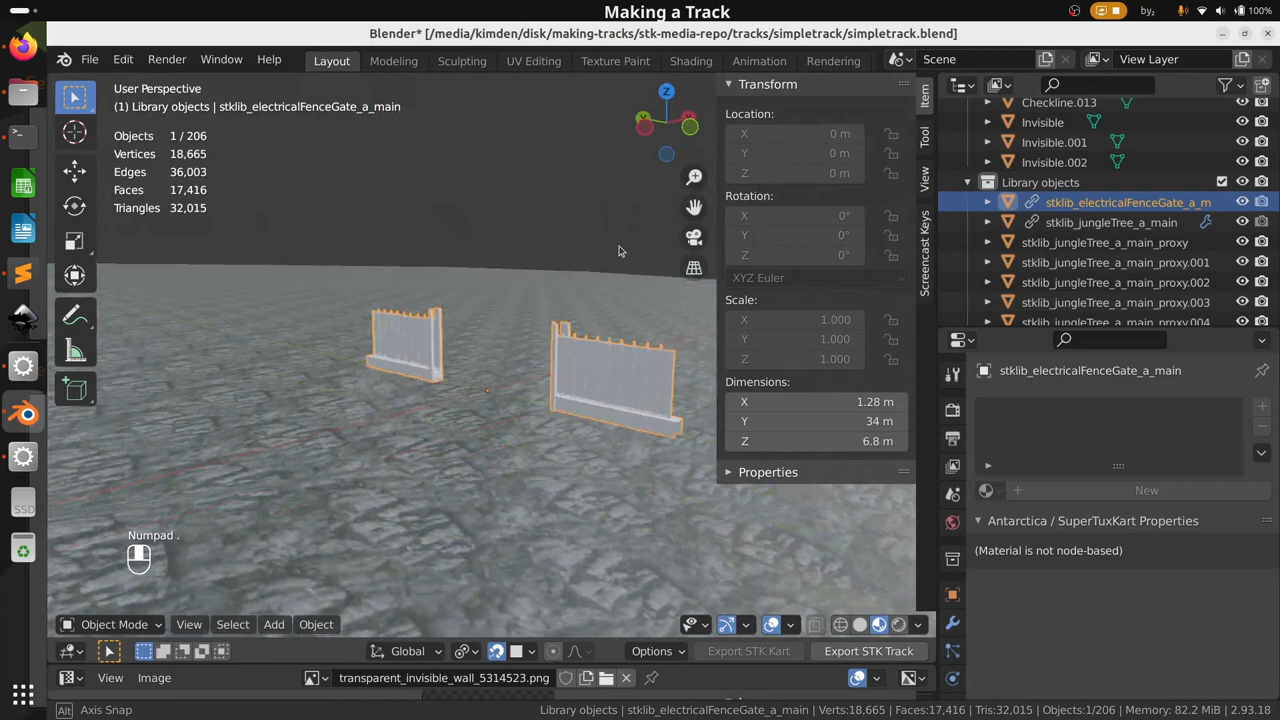 Making a Track
by₂
100%
Blender* [/media/kimden/disk/making-tracks/stk-media-repo/tracks/simpletrack/simpletrack.blend]
File Edit Render Window Help
Layout Modeling Sculpting UV Editing Texture Paint Shading Animation Rendering
Scene
View Layer
User Perspective
(1) Library objects | stklib_electricalFenceGate_a_main
Objects 1 / 206
Vertices 18,665
Edges 36,003
Faces 17,416
Triangles 32,015
Z
Transform
Location:
X 0 m
Y 0 m
Z 0 m
Rotation:
X 0°
Y 0°
Z 0°
XYZ Euler
Scale:
X 1.000
Y 1.000
Z 1.000
Dimensions:
X 1.28 m
Y 34 m
Z 6.8 m
Properties
Item
Tool
View
Screencast Keys
Checkline.013
Invisible
Invisible.001
Invisible.002
Library objects
stklib_electricalFenceGate_a_m
stklib_jungleTree_a_main
stklib_jungleTree_a_main_proxy
stklib_jungleTree_a_main_proxy.001
stklib_jungleTree_a_main_proxy.002
stklib_jungleTree_a_main_proxy.003
stklib_jungleTree_a_main_proxy.004
stklib_electricalFenceGate_a_main
New
Antarctica / SuperTuxKart Properties
(Material is not node-based)
SSD
Numpad .
Object Mode View Select Add Object
Global
Options
Export STK Kart
Export STK Track
View Image
transparent_invisible_wall_5314523.png
Alt Axis Snap
Library objects | stklib_electricalFenceGate_a_main | Verts:18,665 | Faces:17,416 | Tris:32,015 | Objects:1/206 | Memory: 82.2 MiB | 2.93.18